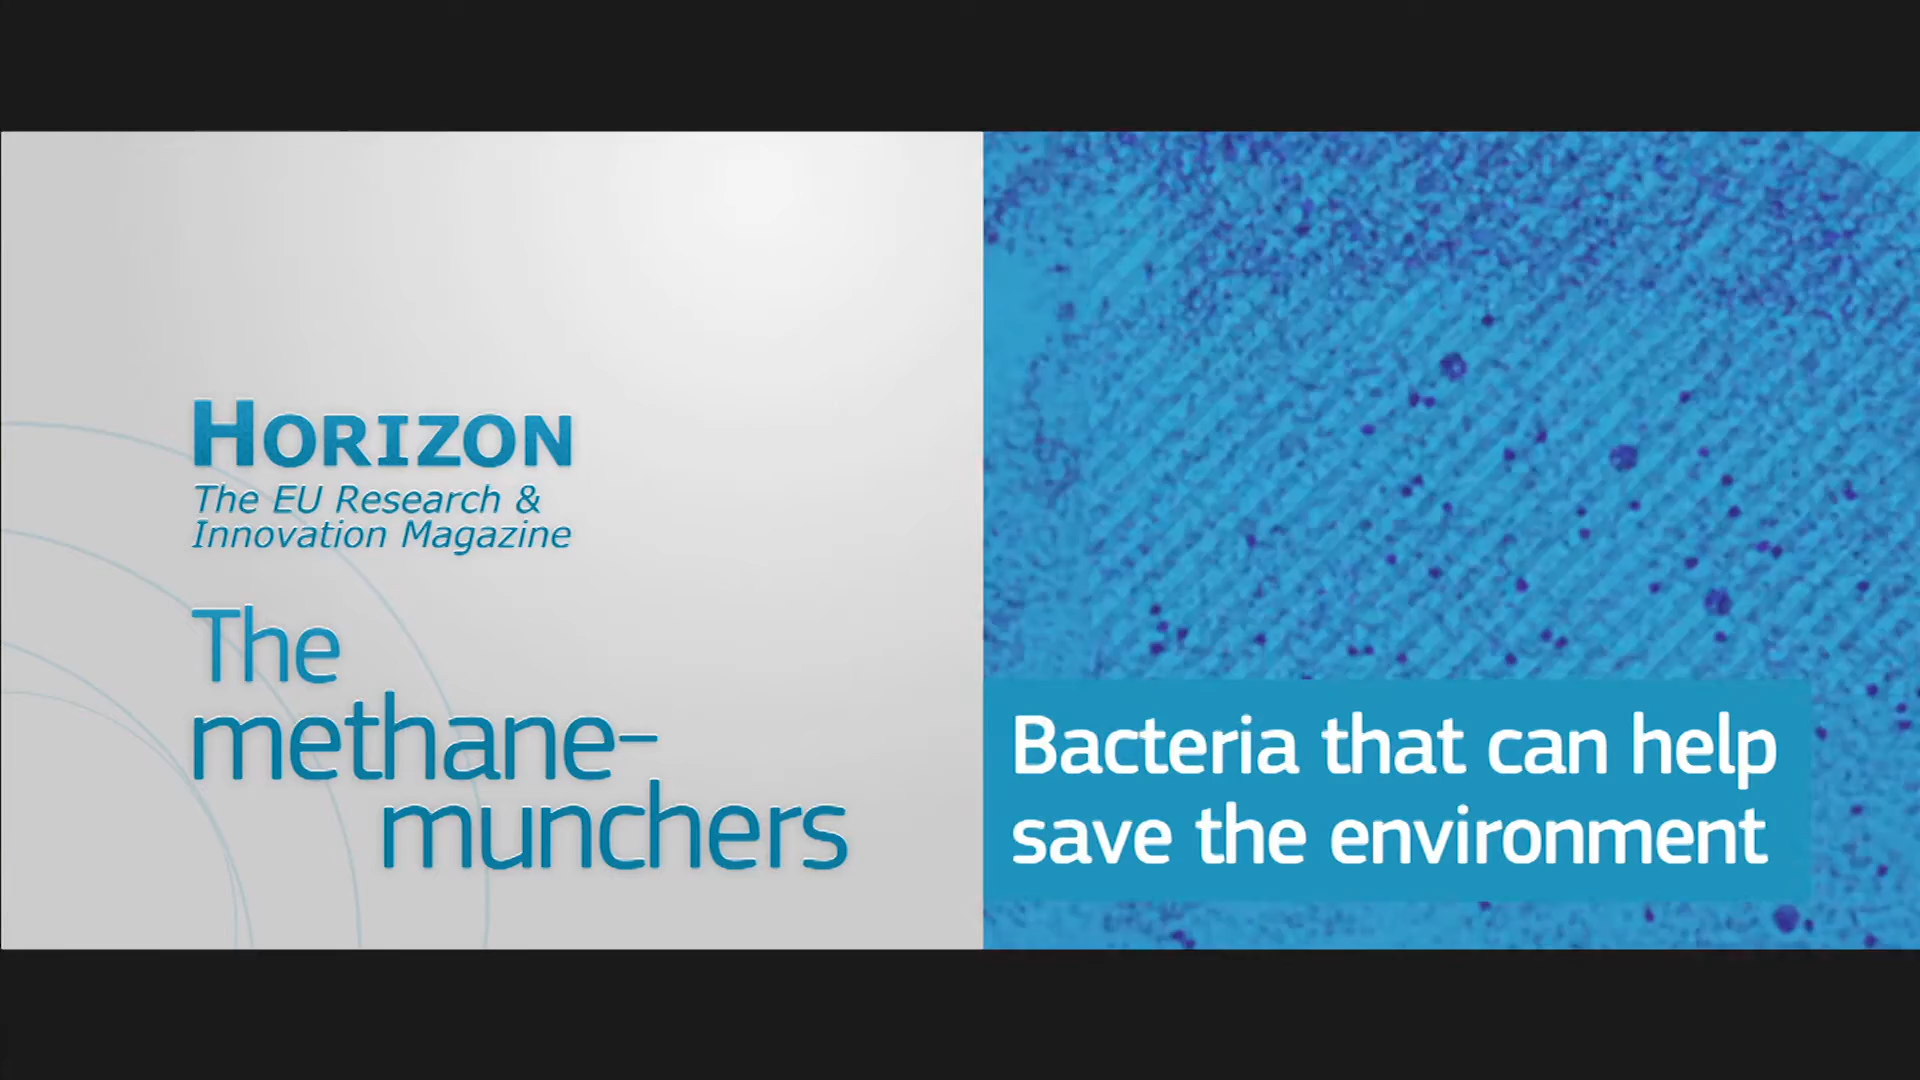 HORIZON
The EU Research &
Innovation Magazine
The
methane-
munchers
Bacteria that can help
save the environment